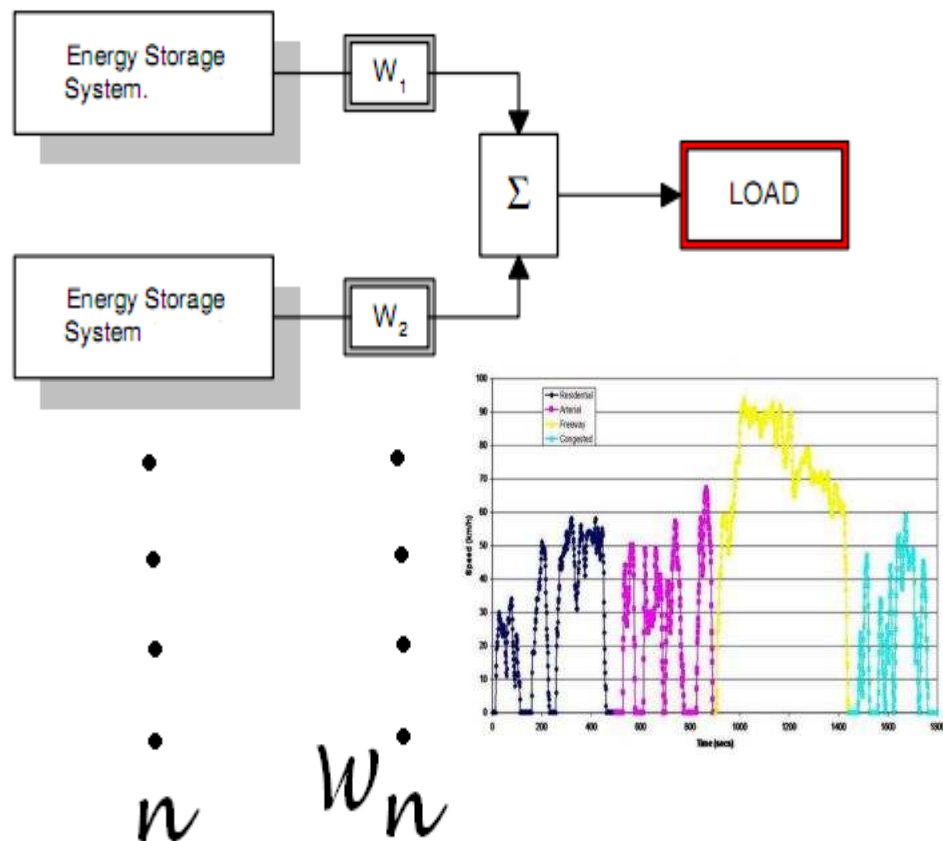 Energy Storage
System.
W₁
Σ
LOAD
Energy Storage
System
W₂
100
90
80
70
60
50
40
30
20
10
0
Speed (km/H)
Residential
Arterial
Freeway
Congested
0 200 400 600 800 1000 1200 1400 1600 1800
Time (secs)
n
Wₙ